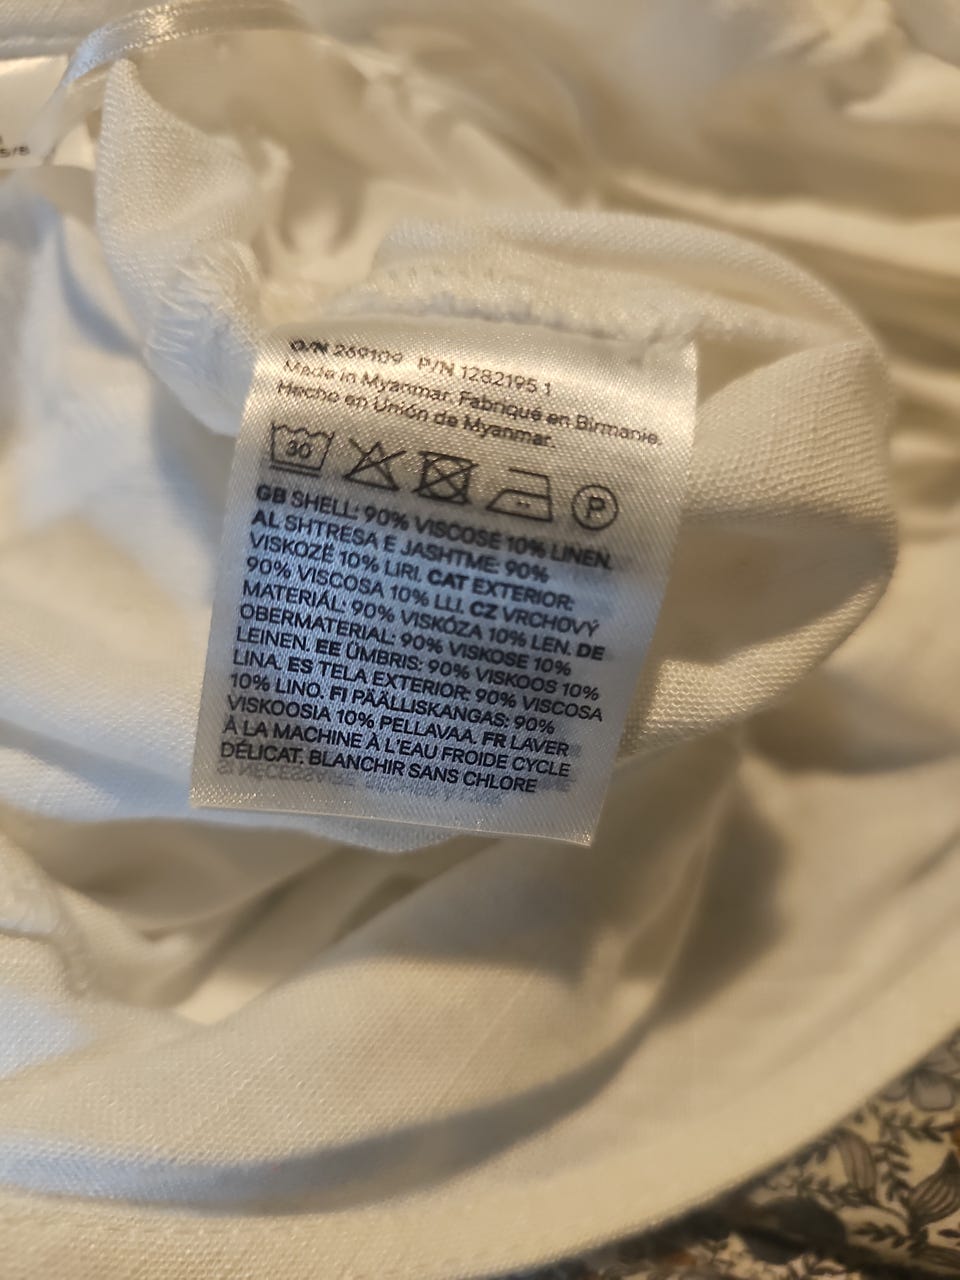 O/N 269109 P/N 1282195 1
Made in Myanmar. Fabriqué en Birmanie.
Hecho en Unión de Myanmar.
30
P
GB SHELL: 90% VISCOSE 10% LINEN.
AL SHTRESA E JASHTME: 90%
VISKOZË 10% LIRI. CAT EXTERIOR:
90% VISCOSA 10% LLI. CZ VRCHOVÝ
MATERIÁL: 90% VISKÓZA 10% LEN. DE
OBERMATERIAL: 90% VISKOSE 10%
LEINEN. EE ÜMBRIS: 90% VISKOOS 10%
LINA. ES TELA EXTERIOR: 90% VISCOSA
10% LINO. FI PÄÄLLISKANGAS: 90%
VISKOOSIA 10% PELLAVAA. FR LAVER
À LA MACHINE À L'EAU FROIDE CYCLE
DÉLICAT. BLANCHIR SANS CHLORE